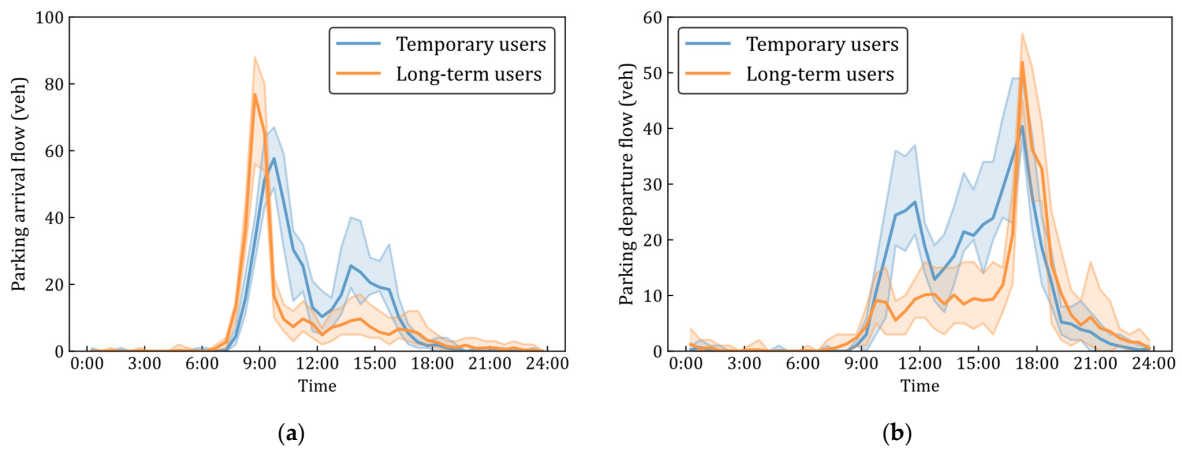 100
80
60
40
20
0
Parking arrival flow (veh)
Temporary users
Long-term users
0:00 3:00 6:00 9:00 12:00 15:00 18:00 21:00 24:00
Time
(a)
60
50
40
30
20
10
0
Parking departure flow (veh)
Temporary users
Long-term users
0:00 3:00 6:00 9:00 12:00 15:00 18:00 21:00 24:00
Time
(b)